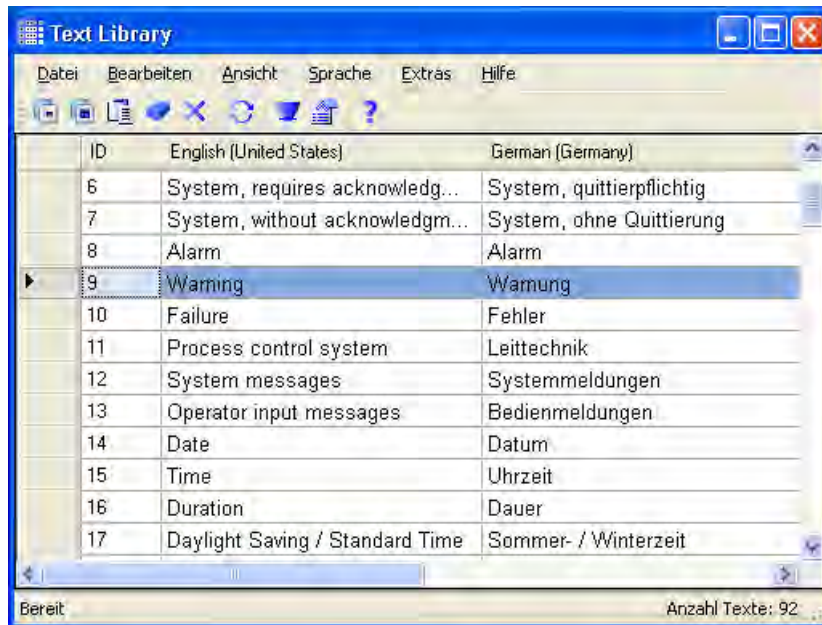 Text Library
Datei Bearbeiten Ansicht Sprache Extras Hilfe
ID English (United States) German (Germany)
6 System, requires acknowledg... System, quittierpflichtig
7 System, without acknowledgm... System, ohne Quittierung
8 Alarm Alarm
9 Warning Warnung
10 Failure Fehler
11 Process control system Leittechnik
12 System messages Systemmeldungen
13 Operator input messages Bedienmeldungen
14 Date Datum
15 Time Uhrzeit
16 Duration Dauer
17 Daylight Saving / Standard Time Sommer- / Winterzeit
Bereit Anzahl Texte: 92